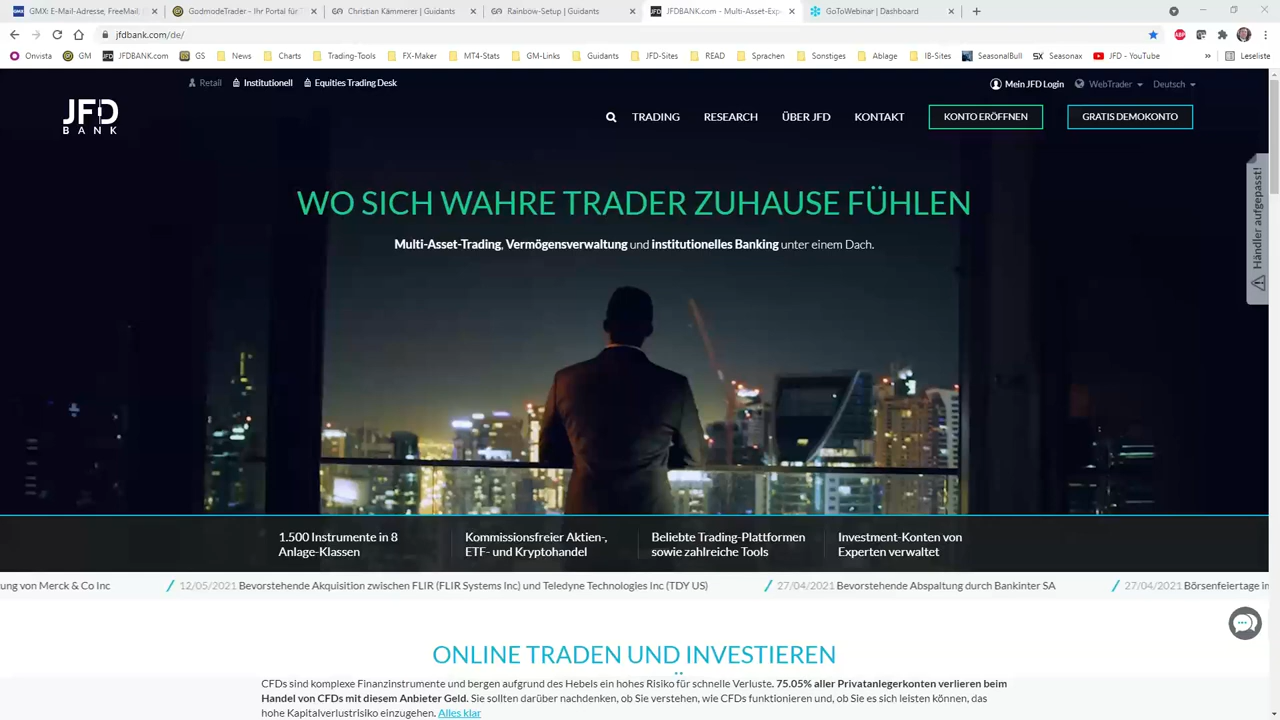 GMX: E-Mail-Adresse, FreeMail,
GodmodeTrader - Ihr Portal für T
Christian Kämmerer | Guidants
Rainbow-Setup | Guidants
JFDBANK.com - Multi-Asset-Exp
GoToWebinar | Dashboard
jfdbank.com/de/
Onvista
GM
JFDBANK.com
GS
News
Charts
Trading-Tools
FX-Maker
MT4-Stats
GM-Links
Guidants
JFD-Sites
READ
Sprachen
Sonstiges
Ablage
IB-Sites
SeasonalBull
Seasonax
JFD - YouTube
»
Leseliste
Retail
Institutionell
Equities Trading Desk
Mein JFD Login
WebTrader
Deutsch
JFD
BANK
TRADING
RESEARCH
ÜBER JFD
KONTAKT
KONTO ERÖFFNEN
GRATIS DEMOKONTO
Händler aufgepasst!
WO SICH WAHRE TRADER ZUHAUSE FÜHLEN
Multi-Asset-Trading, Vermögensverwaltung und institutionelles Banking unter einem Dach.
1.500 Instrumente in 8
Anlage-Klassen
Kommissionsfreier Aktien-,
ETF- und Kryptohandel
Beliebte Trading-Plattformen
sowie zahlreiche Tools
Investment-Konten von
Experten verwaltet
ung von Merck & Co Inc
12/05/2021 Bevorstehende Akquisition zwischen FLIR (FLIR Systems Inc) und Teledyne Technologies Inc (TDY US)
27/04/2021 Bevorstehende Abspaltung durch Bankinter SA
27/04/2021 Börsenfeiertage im
ONLINE TRADEN UND INVESTIEREN
CFDs sind komplexe Finanzinstrumente und bergen aufgrund des Hebels ein hohes Risiko für schnelle Verluste. 75.05% aller Privatanlegerkonten verlieren beim
Handel von CFDs mit diesem Anbieter Geld. Sie sollten darüber nachdenken, ob Sie verstehen, wie CFDs funktionieren und, ob Sie es sich leisten können, das
hohe Kapitalverlustrisiko einzugehen. Alles klar